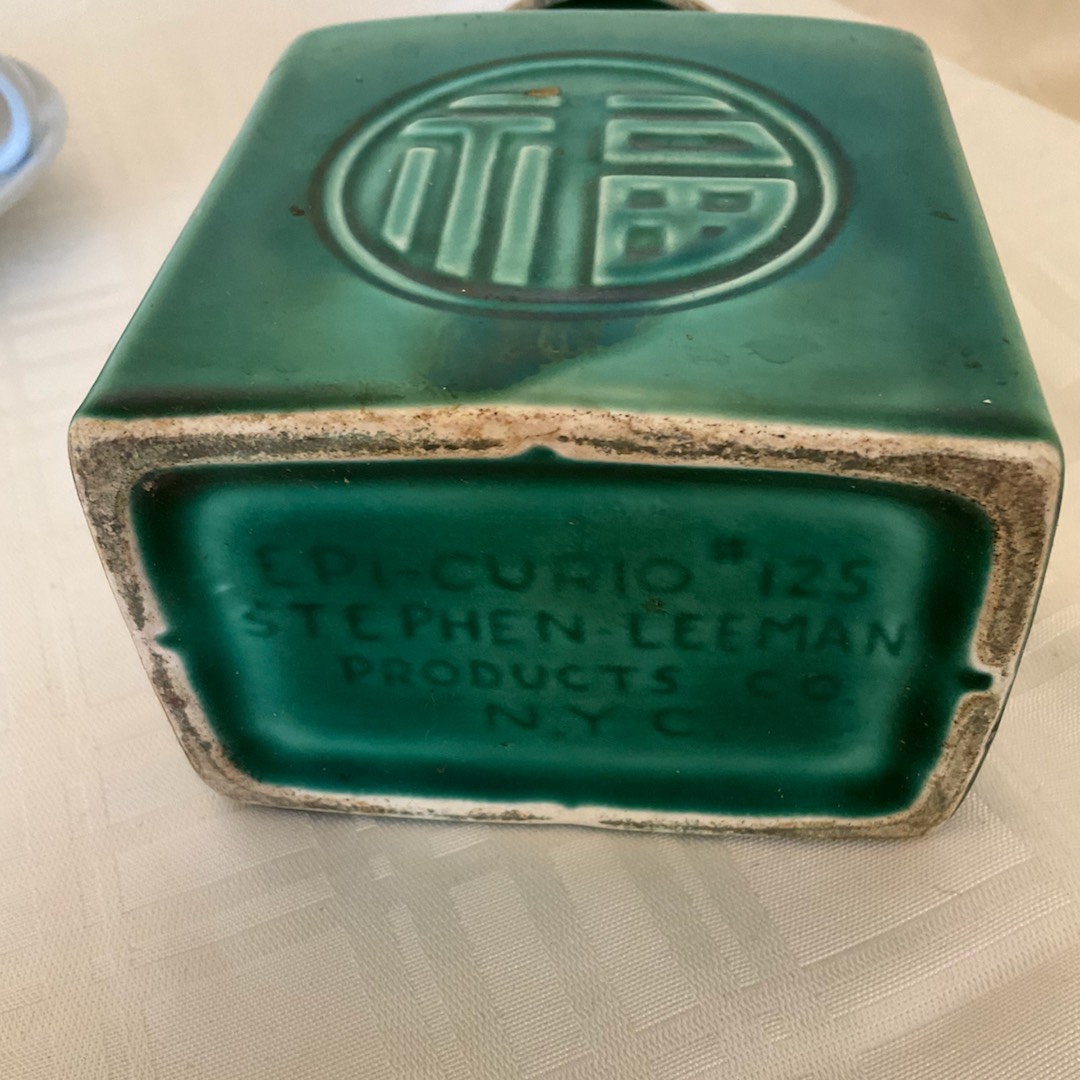 福
EPI-CURIO #125
STEPHEN-LEEMAN
PRODUCTS CO.
N.Y.C